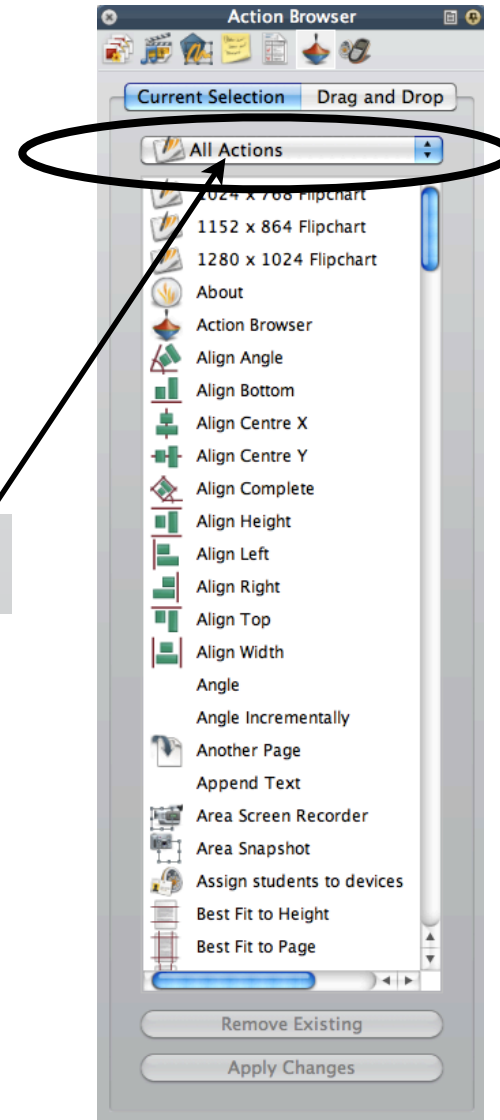 Action Browser
Current Selection Drag and Drop
All Actions
1024 x 768 Flipchart
1152 x 864 Flipchart
1280 x 1024 Flipchart
About
Action Browser
Align Angle
Align Bottom
Align Centre X
Align Centre Y
Align Complete
Align Height
Align Left
Align Right
Align Top
Align Width
Angle
Angle Incrementally
Another Page
Append Text
Area Screen Recorder
Area Snapshot
Assign students to devices
Best Fit to Height
Best Fit to Page
Remove Existing
Apply Changes